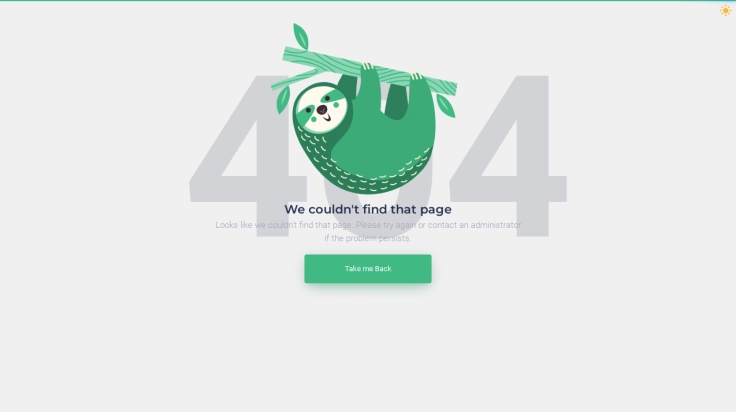 404
We couldn't find that page
Looks like we couldn't find that page. Please try again or contact an administrator
if the problem persists.
Take me Back